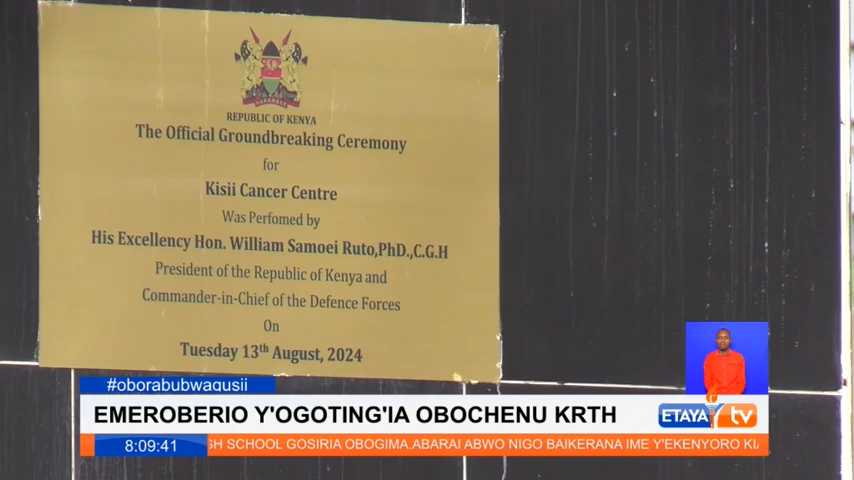 REPUBLIC OF KENYA
The Official Groundbreaking Ceremony
for
Kisii Cancer Centre
Was Perfomed by
His Excellency Hon. William Samoei Ruto,PhD.,C.G.H
President of the Republic of Kenya and
Commander-in-Chief of the Defence Forces
On
Tuesday 13th August, 2024
#oborabubwagusii
EMEROBERIO Y'OGOTING'IA OBOCHENU KRTH
ETAYA tv
8:09:41
GH SCHOOL GOSIRIA OBOGIMA.ABARAI ABWO NIGO BAIKERANA IME Y'EKENYORO